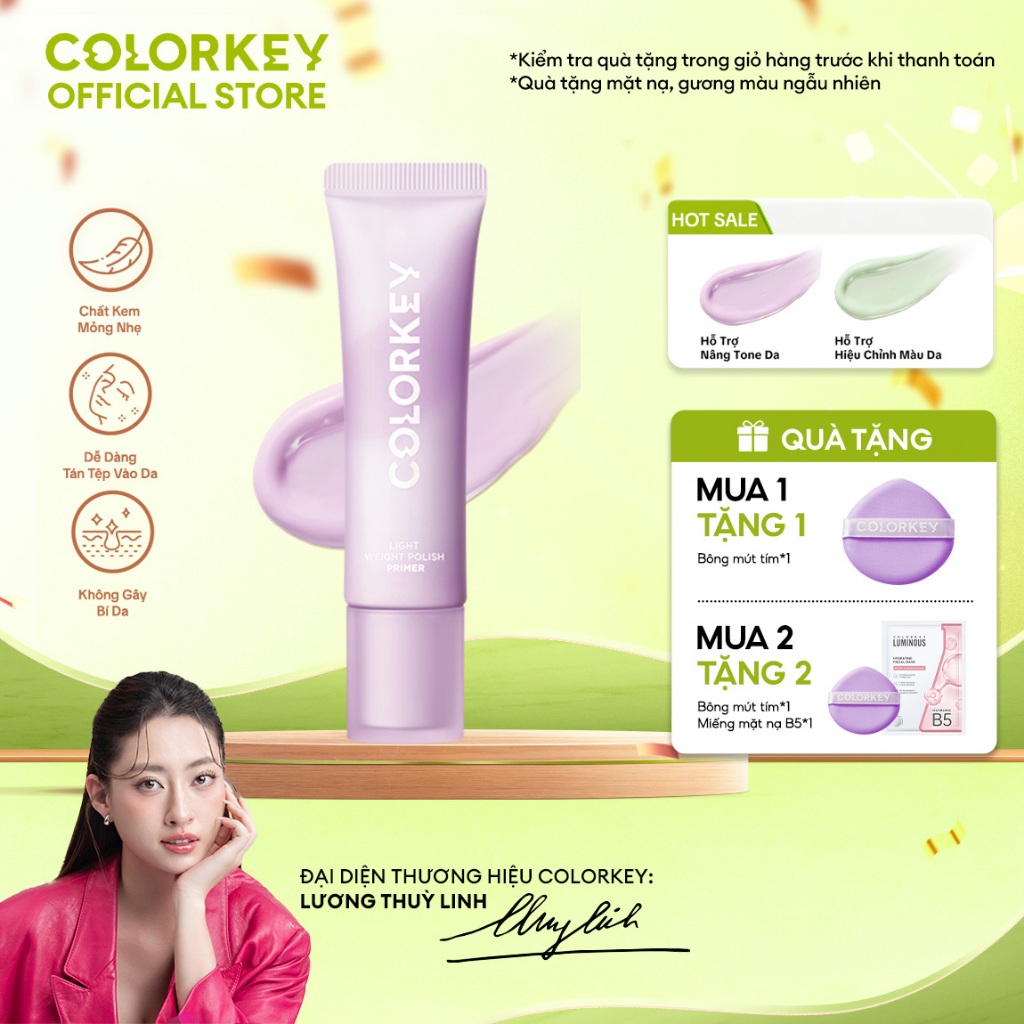 COLORKEY
OFFICIAL STORE
*Kiểm tra quà tặng trong giỏ hàng trước khi thanh toán
*Quà tặng mặt nạ, gương màu ngẫu nhiên
Chất Kem
Mỏng Nhẹ
Dễ Dàng
Tán Tệp Vào Da
Không Gây
Bí Da
COLORKEY
LIGHT
WEIGHT POLISH
PRIMER
HOT SALE
Hỗ Trợ
Nâng Tone Da
Hỗ Trợ
Hiệu Chỉnh Màu Da
QUÀ TẶNG
MUA 1
TẶNG 1
Bông mút tím*1
COLORKEY
MUA 2
TẶNG 2
Bông mút tím*1
Miếng mặt nạ B5*1
COLORKEY
COLORKEY
LUMINOUS
HYDRATING
FACIAL MASK
B5
ĐẠI DIỆN THƯƠNG HIỆU COLORKEY:
LƯƠNG THUỲ LINH
Thuylinh